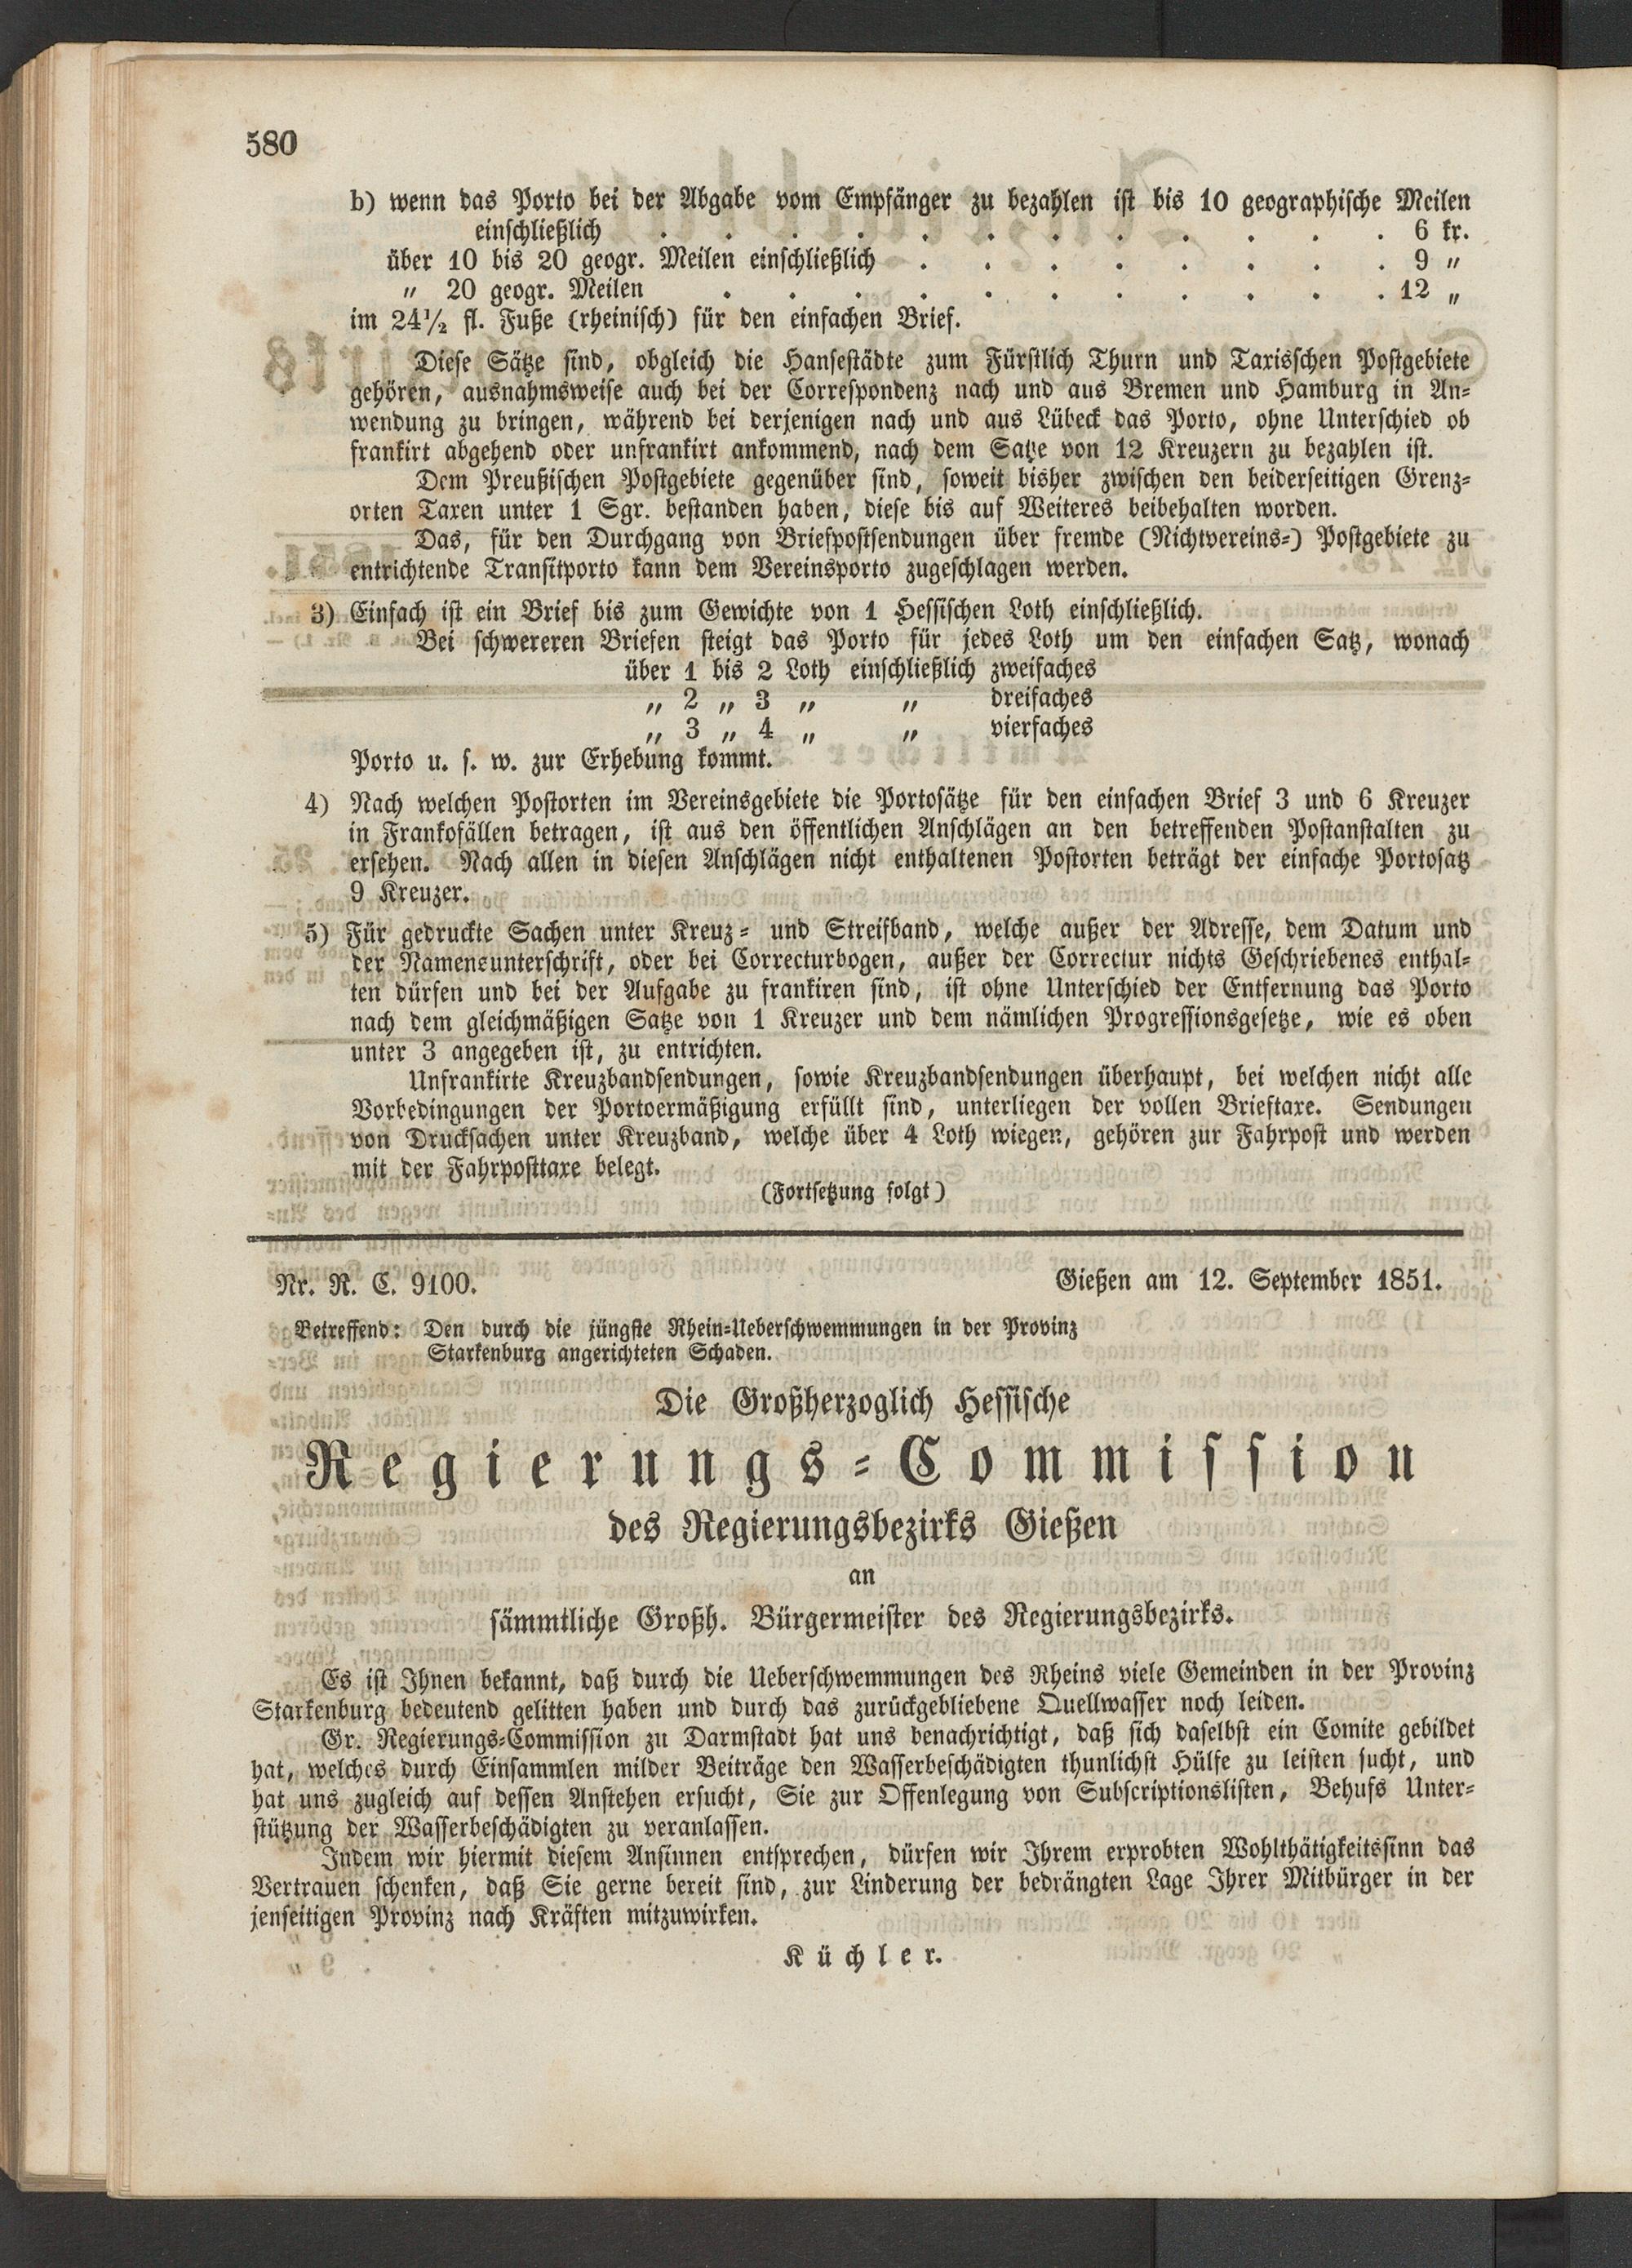 580
b) wenn das Porto bei der Abgabe vom Empfänger zu bezahlen ist bis 10 geographische Meilen
einschließlich . . . . . . . . . . . . 6 kr.
über 10 bis 20 geogr. Meilen einschließlich . . . . . . . . 9 „
„ 20 geogr. Meilen . . . . . . . . . . . 12 „
im 24½ fl. Fuße (rheinisch) für den einfachen Brief.
Diese Sätze sind, obgleich die Hansestädte zum Fürstlich Thurn und Taxisschen Postgebiete
gehören, ausnahmsweise auch bei der Correspondenz nach und aus Bremen und Hamburg in An-
wendung zu bringen, während bei derjenigen nach und aus Lübeck das Porto, ohne Unterschied ob
frankirt abgehend oder unfrankirt ankommend, nach dem Satze von 12 Kreuzern zu bezahlen ist.
Dem Preußischen Postgebiete gegenüber sind, soweit bisher zwischen den beiderseitigen Grenz-
orten Taxen unter 1 Sgr. bestanden haben, diese bis auf Weiteres beibehalten worden.
Das, für den Durchgang von Briefpostsendungen über fremde (Nichtvereins-) Postgebiete zu
entrichtende Transitporto kann dem Vereinsporto zugeschlagen werden.
3) Einfach ist ein Brief bis zum Gewichte von 1 Hessischen Loth einschließlich.
Bei schwereren Briefen steigt das Porto für jedes Loth um den einfachen Satz, wonach
über 1 bis 2 Loth einschließlich zweifaches
„ 2 „ 3 „ „ dreifaches
„ 3 „ 4 „ „ vierfaches
Porto u. s. w. zur Erhebung kommt.
4) Nach welchen Postorten im Vereinsgebiete die Portosätze für den einfachen Brief 3 und 6 Kreuzer
in Frankofällen betragen, ist aus den öffentlichen Anschlägen an den betreffenden Postanstalten zu
ersehen. Nach allen in diesen Anschlägen nicht enthaltenen Postorten beträgt der einfache Portosatz
9 Kreuzer.
5) Für gedruckte Sachen unter Kreuz- und Streifband, welche außer der Adresse, dem Datum und
der Namensunterschrift, oder bei Correcturbogen, außer der Correctur nichts Geschriebenes enthal-
ten dürfen und bei der Aufgabe zu frankiren sind, ist ohne Unterschied der Entfernung das Porto
nach dem gleichmäßigen Satze von 1 Kreuzer und dem nämlichen Progressionsgesetze, wie es oben
unter 3 angegeben ist, zu entrichten.
Unfrankirte Kreuzbandsendungen, sowie Kreuzbandsendungen überhaupt, bei welchen nicht alle
Vorbedingungen der Portoermäßigung erfüllt sind, unterliegen der vollen Brieftaxe. Sendungen
von Drucksachen unter Kreuzband, welche über 4 Loth wiegen, gehören zur Fahrpost und werden
mit der Fahrposttaxe belegt.
(Fortsetzung folgt)
Nr. R. C. 9100. Gießen am 12. September 1851.
Betreffend: Den durch die jüngste Rhein-Ueberschwemmungen in der Provinz
Starkenburg angerichteten Schaden.
Die Großherzoglich Hessische
Regierungs-Commission
des Regierungsbezirks Gießen
an
sämmtliche Großh. Bürgermeister des Regierungsbezirks.
Es ist Ihnen bekannt, daß durch die Ueberschwemmungen des Rheins viele Gemeinden in der Provinz
Starkenburg bedeutend gelitten haben und durch das zurückgebliebene Quellwasser noch leiden.
Gr. Regierungs-Commission zu Darmstadt hat uns benachrichtigt, daß sich daselbst ein Comite gebildet
hat, welches durch Einsammlen milder Beiträge den Wasserbeschädigten thunlichst Hülfe zu leisten sucht, und
hat uns zugleich auf dessen Anstehen ersucht, Sie zur Offenlegung von Subscriptionslisten, Behufs Unter-
stützung der Wasserbeschädigten zu veranlassen.
Indem wir hiermit diesem Ansinnen entsprechen, dürfen wir Ihrem erprobten Wohlthätigkeitssinn das
Vertrauen schenken, daß Sie gerne bereit sind, zur Linderung der bedrängten Lage Ihrer Mitbürger in der
jenseitigen Provinz nach Kräften mitzuwirken.
Küchler.